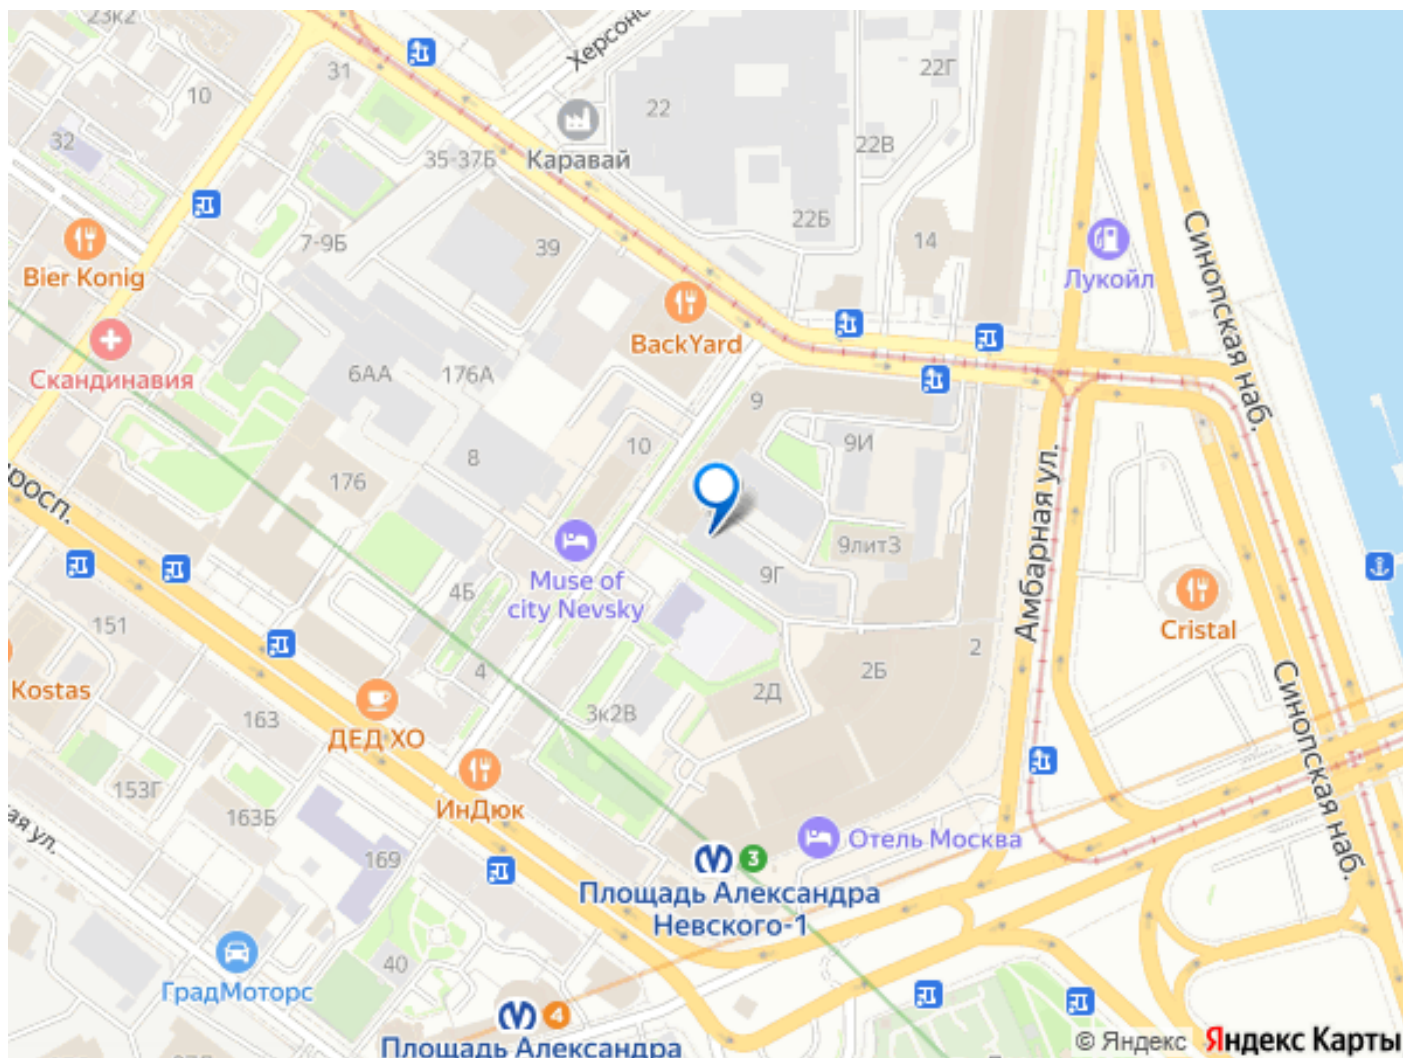 23к2
Херсонс
31
22Г
10
22
32
Каравай
22В
35-37Б
22Б
14
Синопская наб.
7-9Б
39
Bier Konig
Лукойл
BackYard
Скандинавия
6АА
176А
9
10
9И
8
176
росп.
Амбарная ул.
9лит3
9Г
Muse of
city Nevsky
4Б
151
Cristal
2
2Б
4
Kostas
2Д
Синопская наб.
163
3к2В
ДЕД ХО
153Г
163Б
ИнДюк
ая ул.
Отель Москва
169
3
Площадь Александра
Невского-1
40
ГрадМоторс
4
Площадь Александра
© Яндекс Яндекс Карты